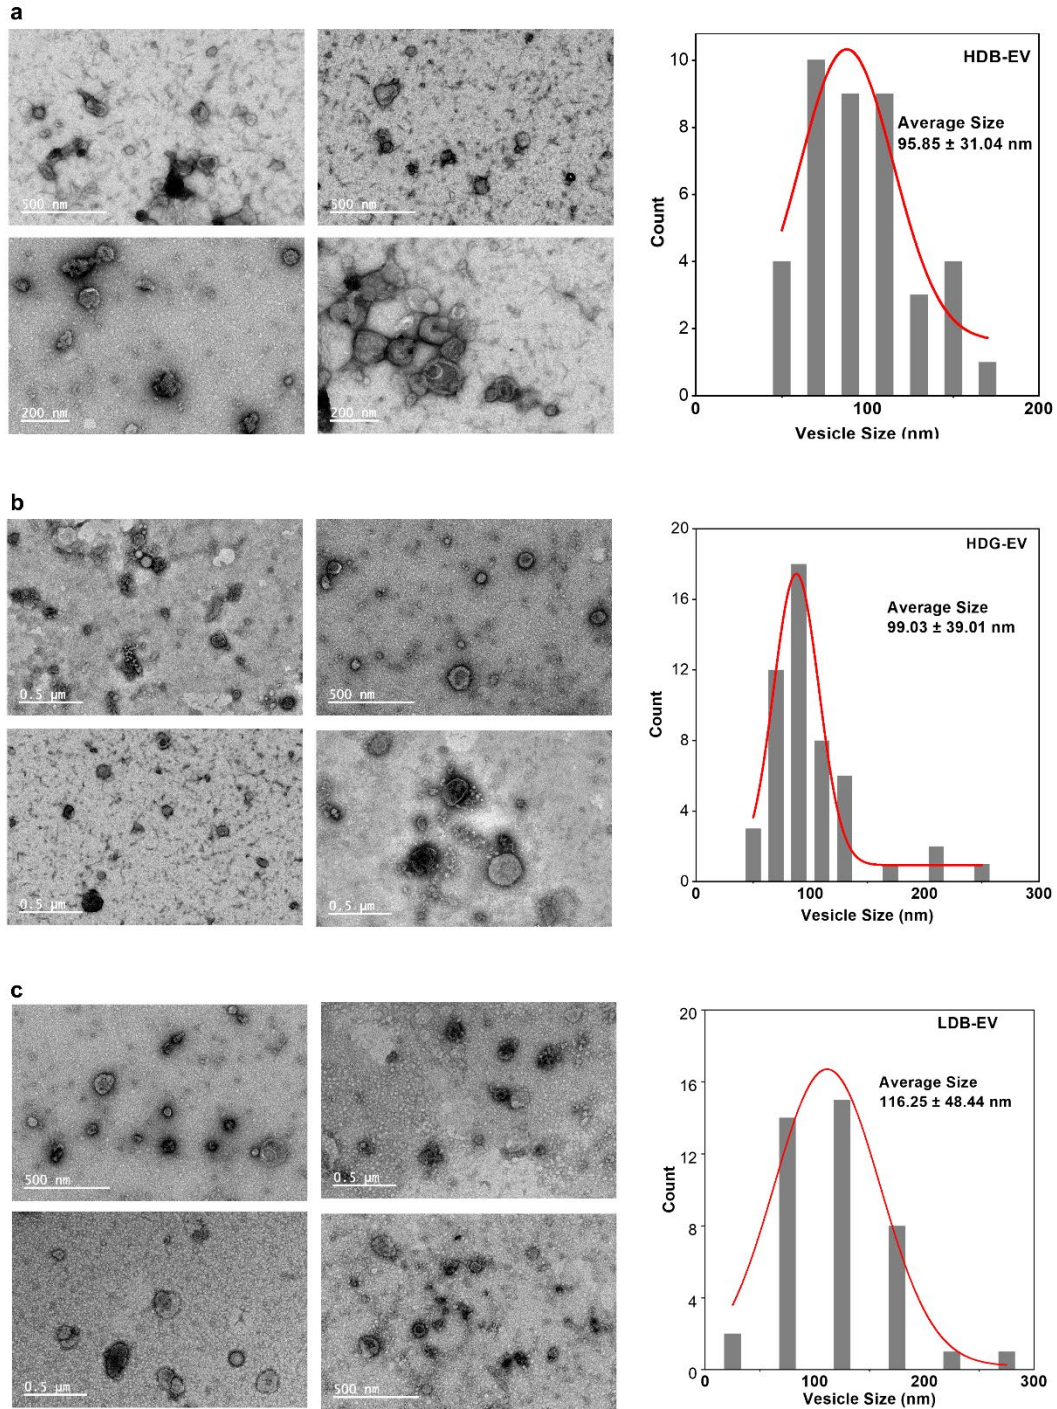 a
500 nm
500 nm
200 nm
200 nm
HDB-EV
Average Size
95.85 ± 31.04 nm
Count
10
8
6
4
2
0
0
100
200
Vesicle Size (nm)
b
0.5 µm
500 nm
0.5 µm
0.5 µm
HDG-EV
Average Size
99.03 ± 39.01 nm
Count
20
16
12
8
4
0
0
100
200
300
Vesicle Size (nm)
c
500 nm
0.5 µm
0.5 µm
500 nm
LDB-EV
Average Size
116.25 ± 48.44 nm
Count
20
16
12
8
4
0
0
100
200
300
Vesicle Size (nm)